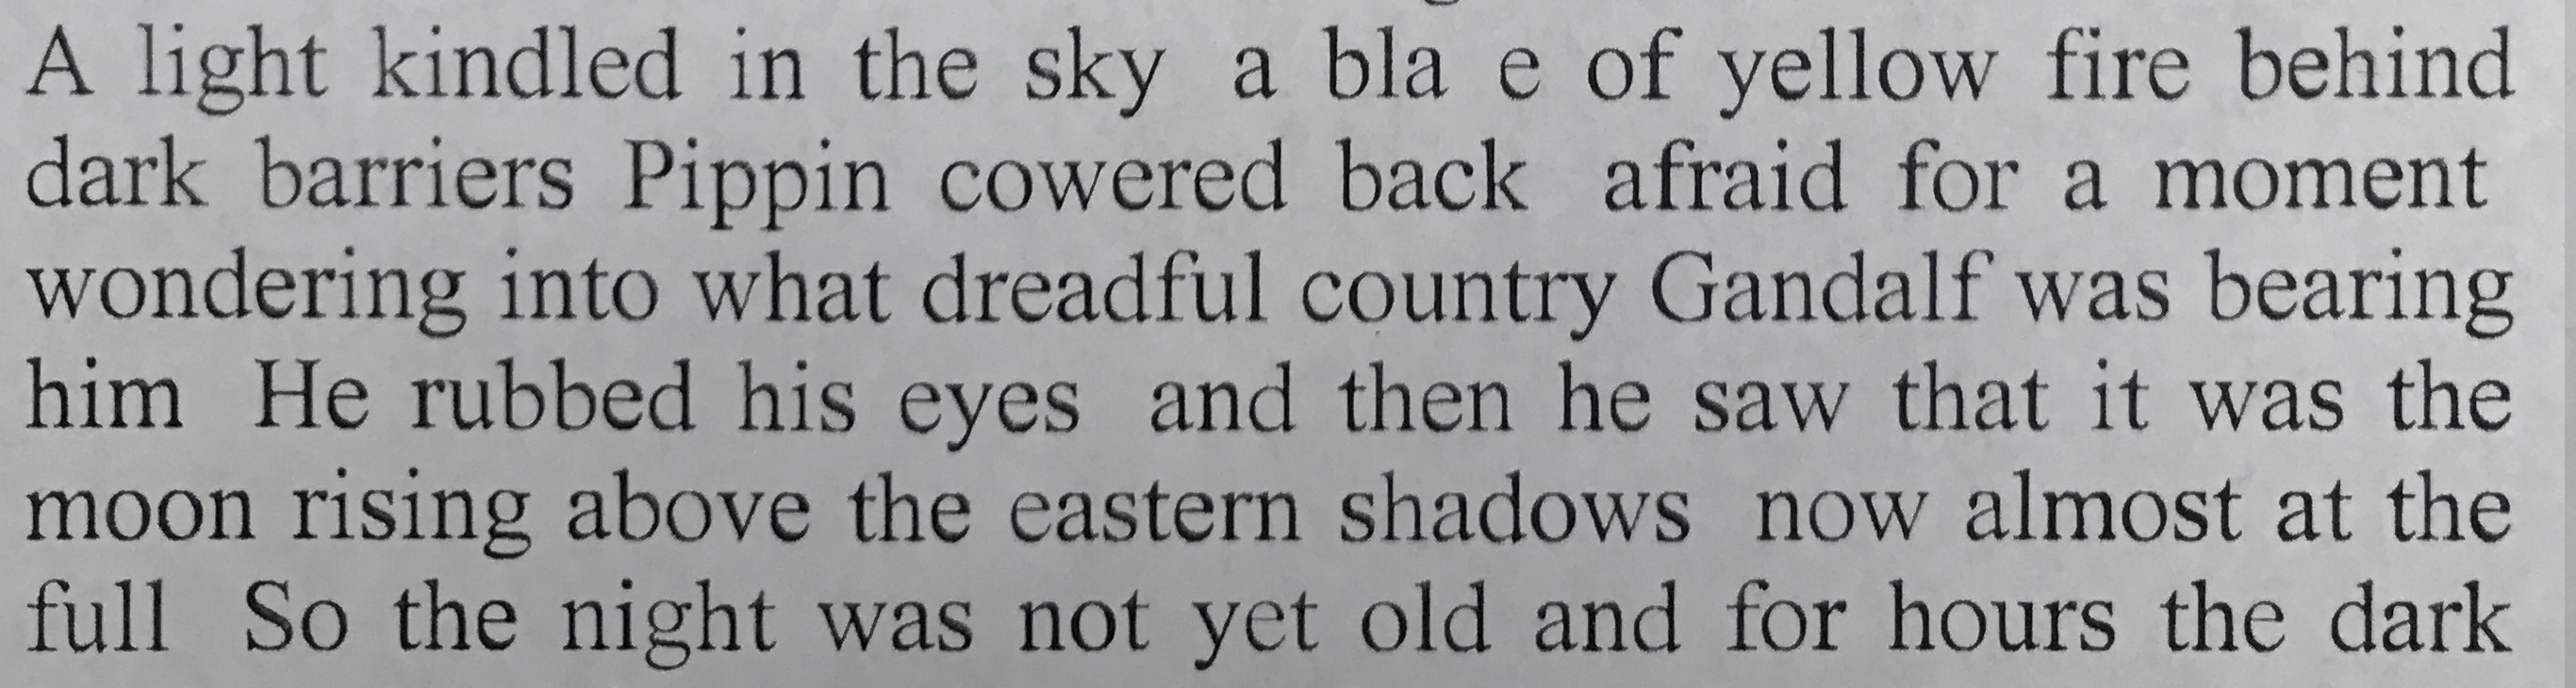 A light kindled in the sky a bla e of yellow fire behind
dark barriers Pippin cowered back afraid for a moment
wondering into what dreadful country Gandalf was bearing
him He rubbed his eyes and then he saw that it was the
moon rising above the eastern shadows now almost at the
full So the night was not yet old and for hours the dark